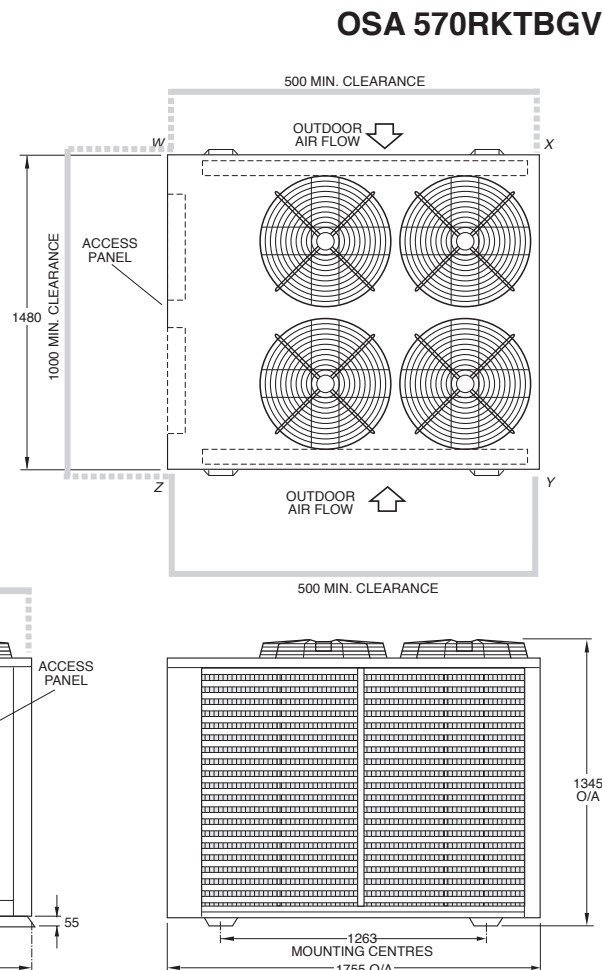 OSA 570RKTBGV
500 MIN. CLEARANCE
OUTDOOR
AIR FLOW
W
X
ACCESS
PANEL
1480
1000 MIN. CLEARANCE
Z
Y
OUTDOOR
AIR FLOW
500 MIN. CLEARANCE
ACCESS
PANEL
1345
O/A
55
1263
MOUNTING CENTRES
1755 O/A